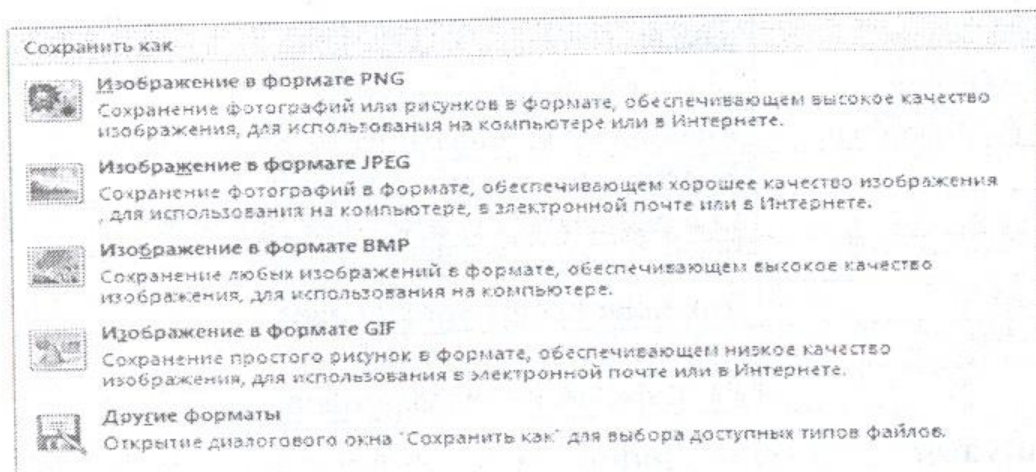 Сохранить как
Изображение в формате PNG
Сохранение фотографий или рисунков в формате, обеспечивающем высокое качество
изображения, для использования на компьютере или в Интернете.
Изображение в формате JPEG
Сохранение фотографий в формате, обеспечивающем хорошее качество изображения
, для использования на компьютере, в электронной почте или в Интернете.
Изображение в формате BMP
Сохранение любых изображений в формате, обеспечивающем высокое качество
изображения, для использования на компьютере.
Изображение в формате GIF
Сохранение простого рисунок в формате, обеспечивающем низкое качество
изображения, для использования в электронной почте или в Интернете.
Другие форматы
Открытие диалогового окна "Сохранить как" для выбора доступных типов файлов.